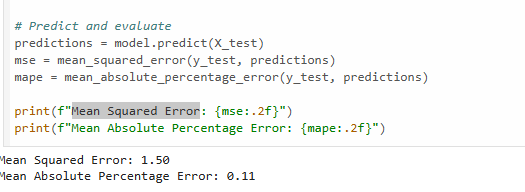 # Predict and evaluate
predictions = model.predict(X_test)
mse = mean_squared_error(y_test, predictions)
mape = mean_absolute_percentage_error(y_test, predictions)
print(f"Mean Squared Error: {mse:.2f}")
print(f"Mean Absolute Percentage Error: {mape:.2f}")
Mean Squared Error: 1.50
Mean Absolute Percentage Error: 0.11